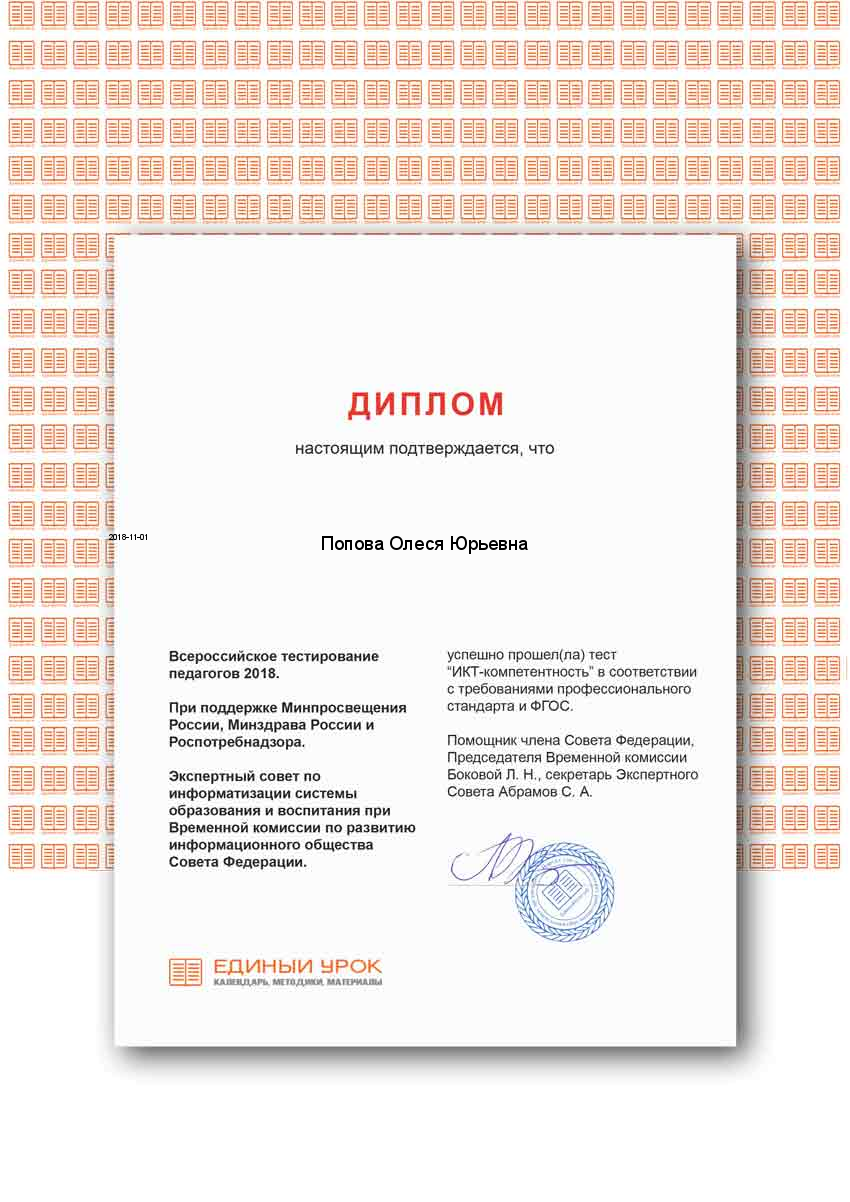 ДИПЛОМ
настоящим подтверждается, что
2018-11-01
Попова Олеся Юрьевна
Всероссийское тестирование
педагогов 2018.
При поддержке Минпросвещения
России, Минздрава России и
Роспотребнадзора.
Экспертный совет по
информатизации системы
образования и воспитания при
Временной комиссии по развитию
информационного общества
Совета Федерации.
успешно прошел(ла) тест
“ИКТ-компетентность” в соответствии
с требованиями профессионального
стандарта и ФГОС.
Помощник члена Совета Федерации,
Председателя Временной комиссии
Боковой Л. Н., секретарь Экспертного
Совета Абрамов С. А.
ЕДИНЫЙ УРОК
КАЛЕНДАРЬ, МЕТОДИКИ, МАТЕРИАЛЫ